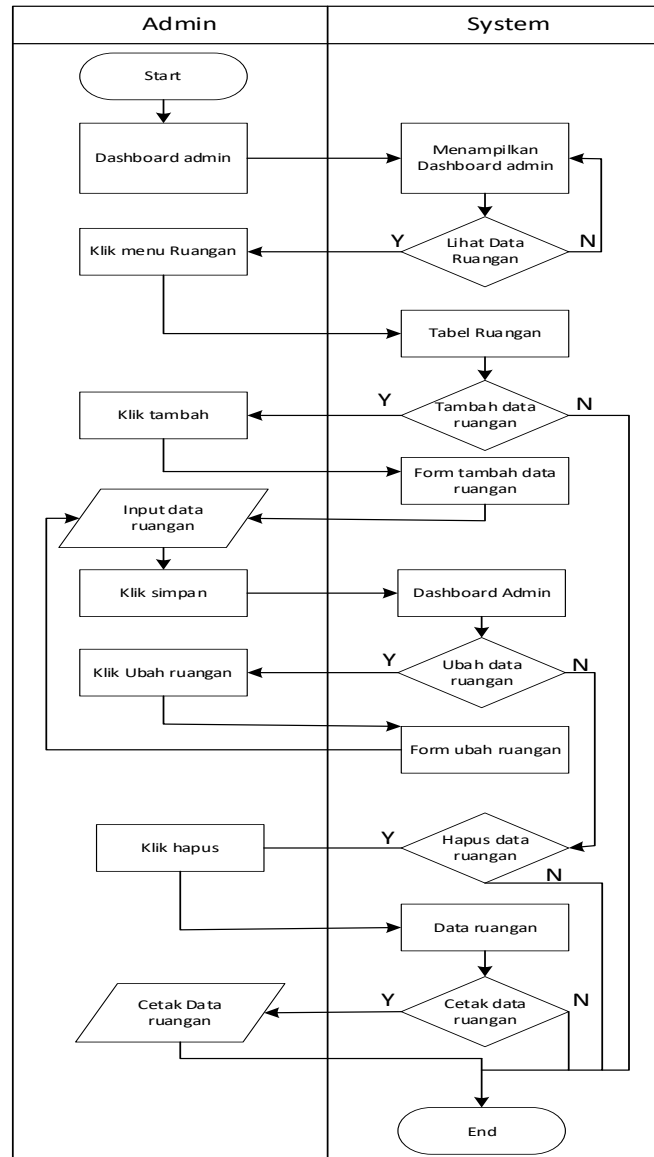 Admin
System
Start
Dashboard admin
Menampilkan
Dashboard admin
Klik menu Ruangan
Y
Lihat Data
Ruangan
N
Tabel Ruangan
Klik tambah
Y
Tambah data
ruangan
N
Form tambah data
ruangan
Input data
ruangan
Klik simpan
Dashboard Admin
Klik Ubah ruangan
Y
Ubah data
ruangan
N
Form ubah ruangan
Klik hapus
Y
Hapus data
ruangan
N
Data ruangan
Cetak Data
ruangan
Y
Cetak data
ruangan
N
End